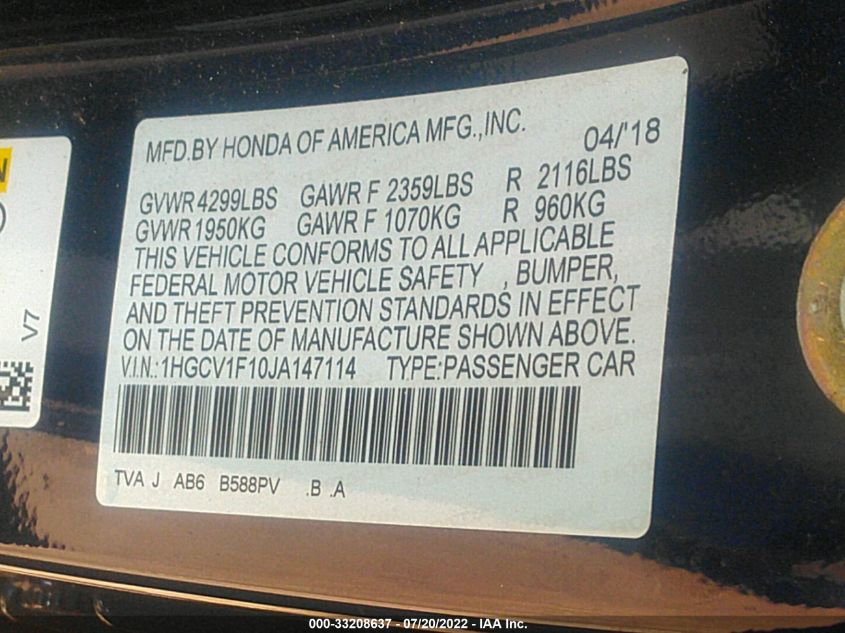 MFD.BY HONDA OF AMERICA MFG.,INC. 04/'18
GVWR 4299LBS GAWR F 2359LBS R 2116LBS
GVWR 1950KG GAWR F 1070KG R 960KG
THIS VEHICLE CONFORMS TO ALL APPLICABLE
FEDERAL MOTOR VEHICLE SAFETY , BUMPER,
AND THEFT PREVENTION STANDARDS IN EFFECT
ON THE DATE OF MANUFACTURE SHOWN ABOVE.
V.I.N.: 1HGCV1F10JA147114 TYPE:PASSENGER CAR
TVA J AB6 B588PV .B .A
V7
N
000-33208637 - 07/20/2022 - IAA Inc.